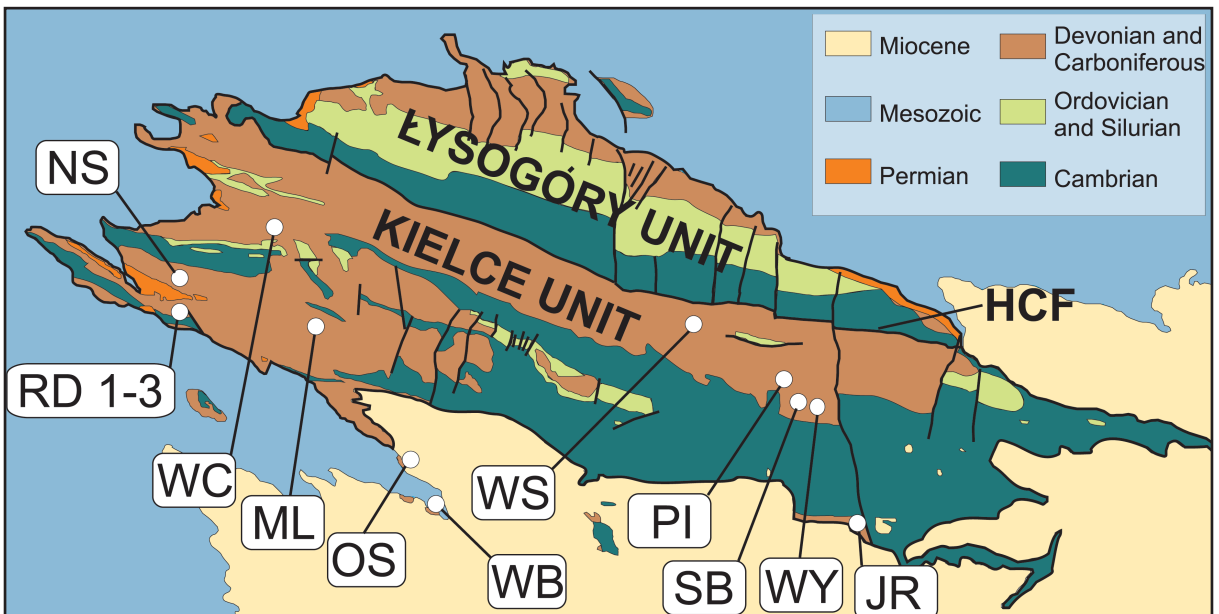 Miocene
Mesozoic
Permian
Devonian and
Carboniferous
Ordovician
and Silurian
Cambrian
ŁYSOGÓRY UNIT
KIELCE UNIT
HCF
NS
RD 1-3
WC
ML
OS
WB
WS
PI
SB
WY
JR